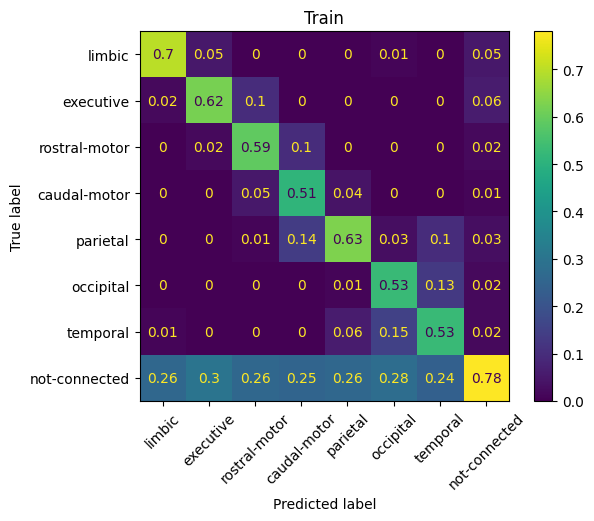 Train
limbic 0.7 0.05 0 0 0 0.01 0 0.05
executive 0.02 0.62 0.1 0 0 0 0 0.06
rostral-motor 0 0.02 0.59 0.1 0 0 0 0.02
caudal-motor 0 0 0.05 0.51 0.04 0 0 0.01
parietal 0 0 0.01 0.14 0.63 0.03 0.1 0.03
occipital 0 0 0 0 0.01 0.53 0.13 0.02
temporal 0.01 0 0 0 0.06 0.15 0.53 0.02
not-connected 0.26 0.3 0.26 0.25 0.26 0.28 0.24 0.78
limbic executive rostral-motor caudal-motor parietal occipital temporal not-connected
Predicted label
True label
0.7
0.6
0.5
0.4
0.3
0.2
0.1
0.0